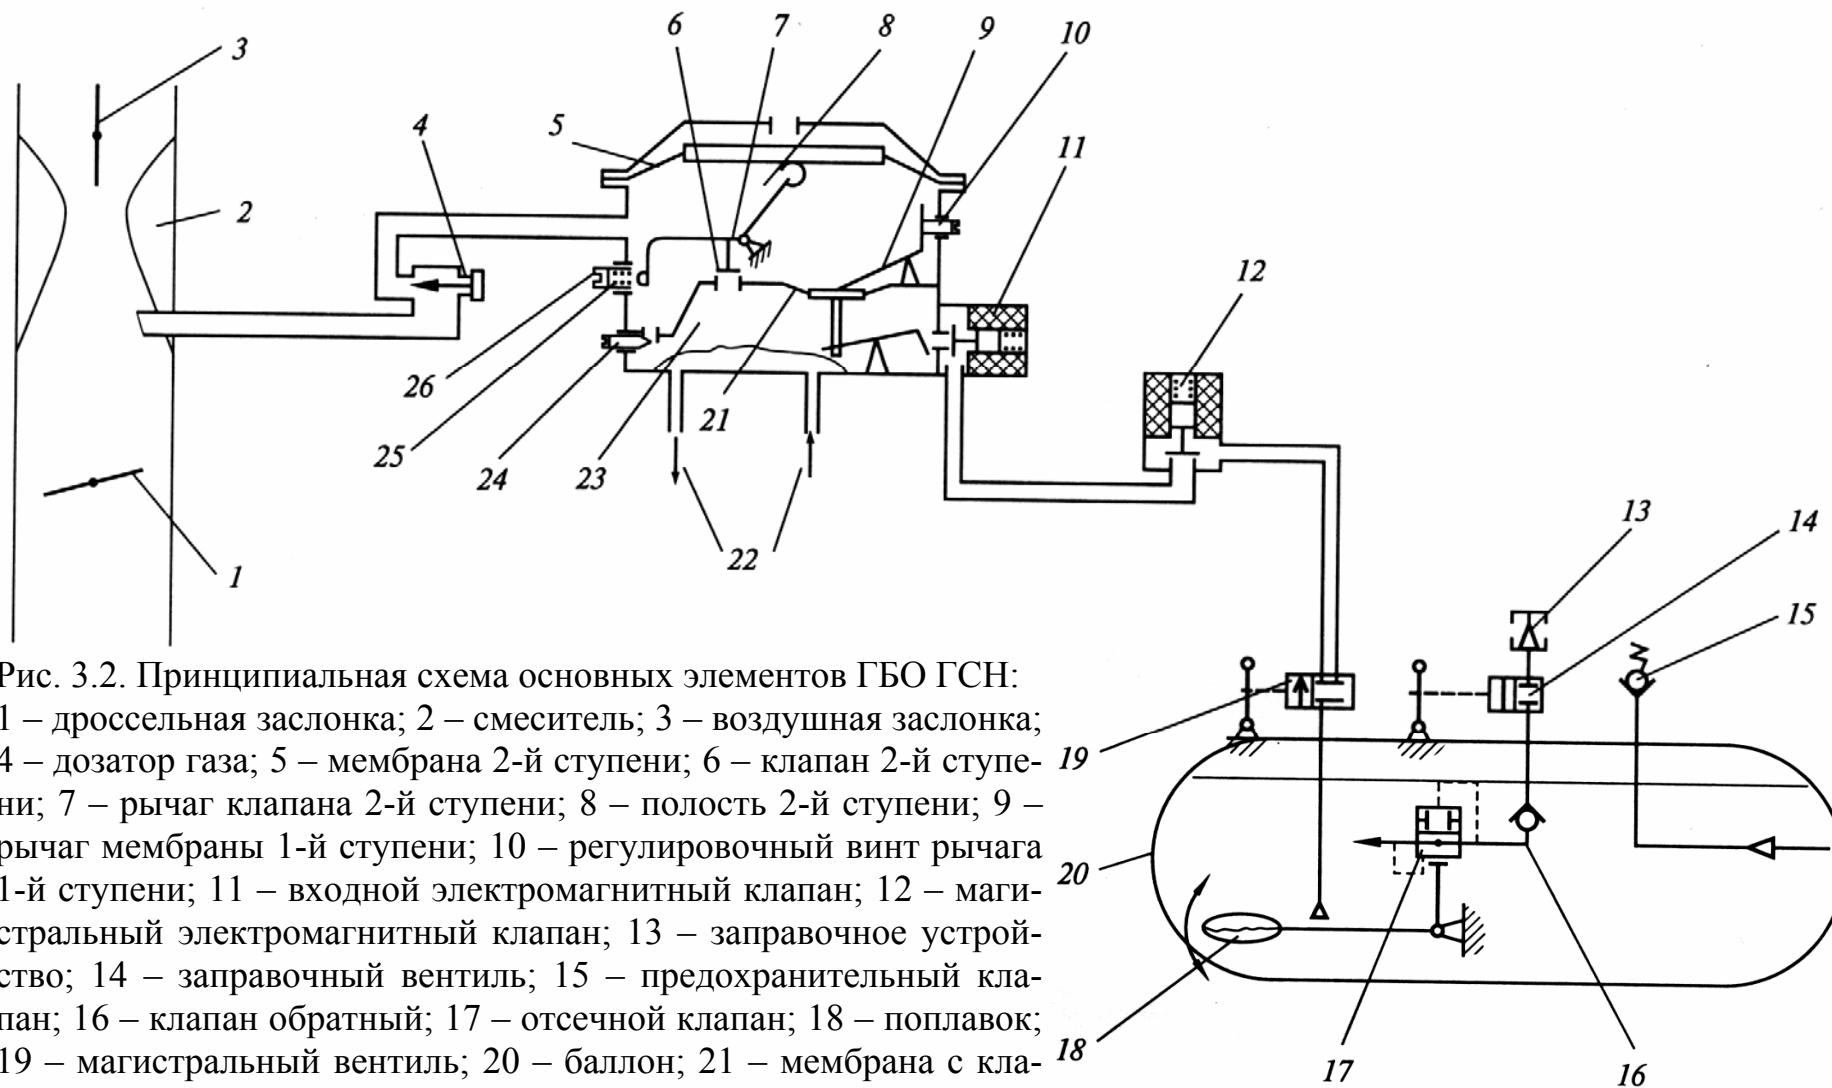 6
7
8
9
10
3
4
5
11
2
12
26
25
24
23
21
22
13
14
1
15
Рис. 3.2. Принципиальная схема основных элементов ГБО ГСН:
1 – дроссельная заслонка; 2 – смеситель; 3 – воздушная заслонка;
4 – дозатор газа; 5 – мембрана 2-й ступени; 6 – клапан 2-й ступе-
ни; 7 – рычаг клапана 2-й ступени; 8 – полость 2-й ступени; 9 –
рычаг мембраны 1-й ступени; 10 – регулировочный винт рычага
1-й ступени; 11 – входной электромагнитный клапан; 12 – маги-
стральный электромагнитный клапан; 13 – заправочное устрой-
ство; 14 – заправочный вентиль; 15 – предохранительный кла-
пан; 16 – клапан обратный; 17 – отсечной клапан; 18 – поплавок;
19 – магистральный вентиль; 20 – баллон; 21 – мембрана с кла-
19
20
18
17
16